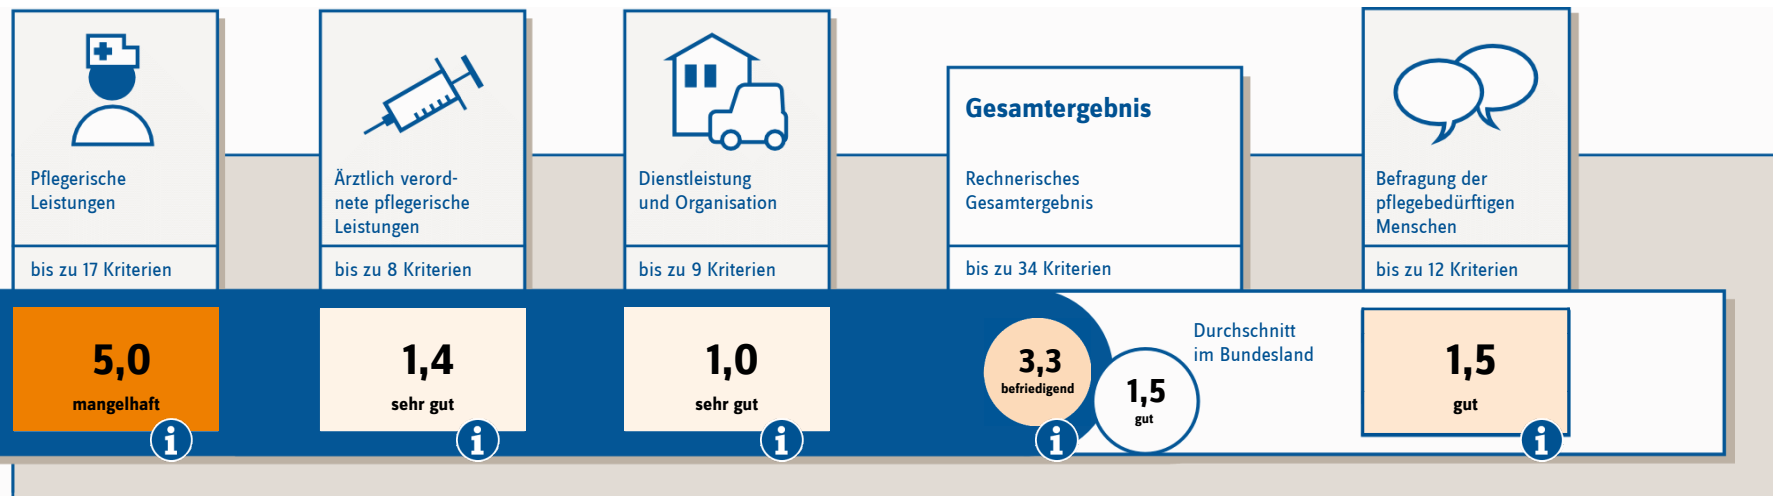 Pflegerische
Leistungen
bis zu 17 Kriterien
5,0
mangelhaft
i
Ärztlich verord-
nete pflegerische
Leistungen
bis zu 8 Kriterien
1,4
sehr gut
i
Dienstleistung
und Organisation
bis zu 9 Kriterien
1,0
sehr gut
i
Gesamtergebnis
Rechnerisches
Gesamtergebnis
bis zu 34 Kriterien
3,3
befriedigend
i
1,5
gut
Durchschnitt
im Bundesland
Befragung der
pflegebedürftigen
Menschen
bis zu 12 Kriterien
1,5
gut
i